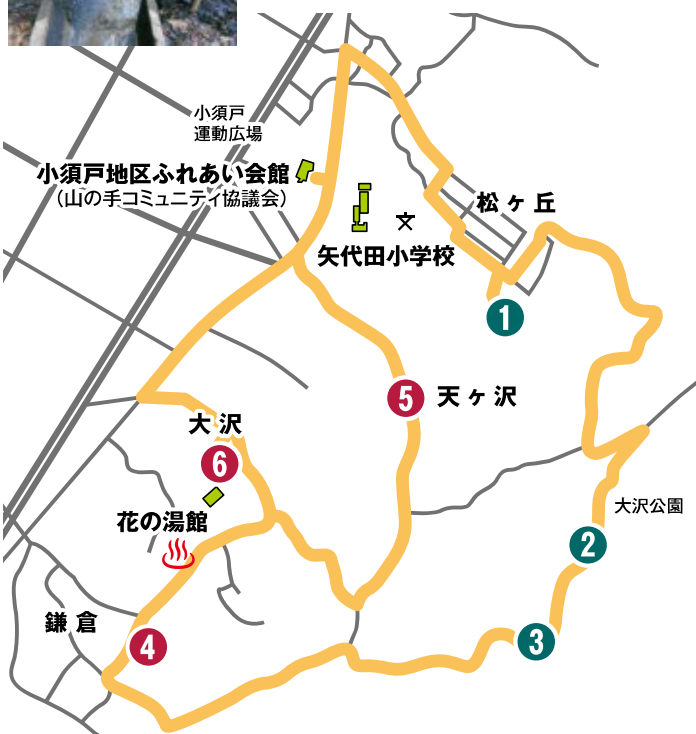 小須戸
運動広場
小須戸地区ふれあい会館
(山の手コミュニティ協議会)
松ヶ丘
文
矢代田小学校
1
5
天ヶ沢
大沢
6
大沢公園
花の湯館
2
鎌倉
4
3